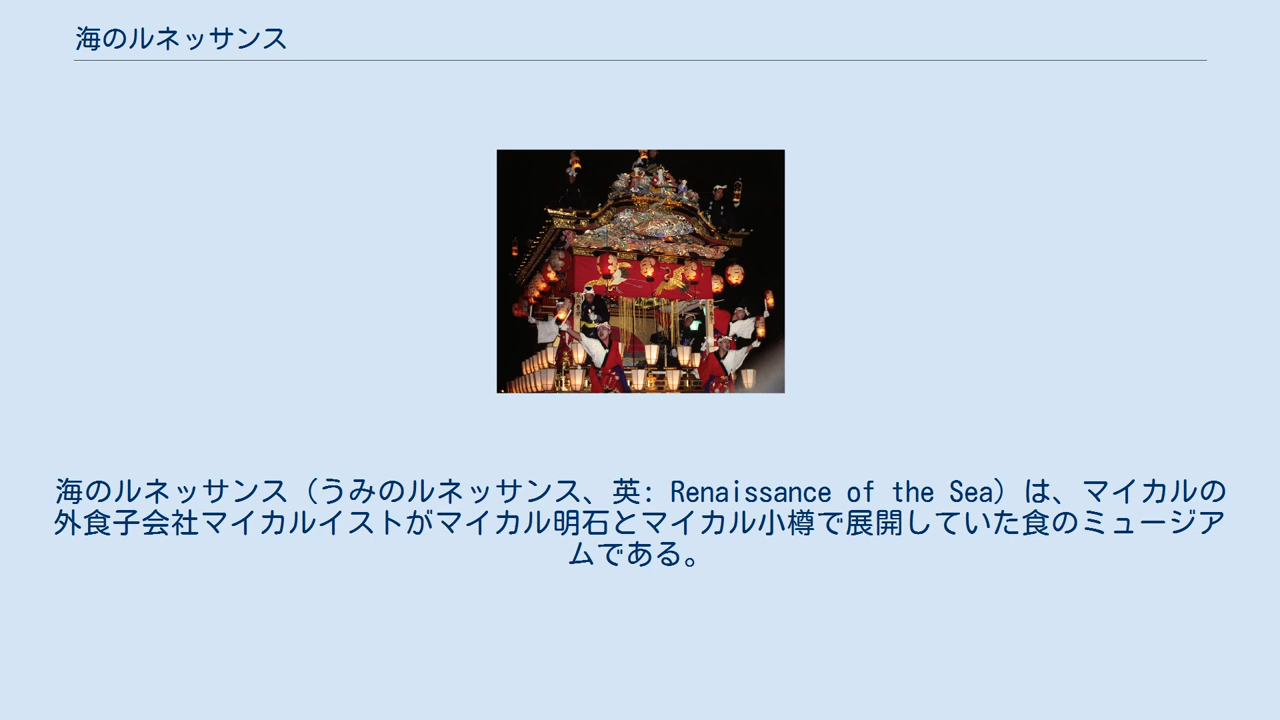 海のルネッサンス
海のルネッサンス（うみのルネッサンス、英: Renaissance of the Sea）は、マイカルの
外食子会社マイカルイストがマイカル明石とマイカル小樽で展開していた食のミュージア
ムである。